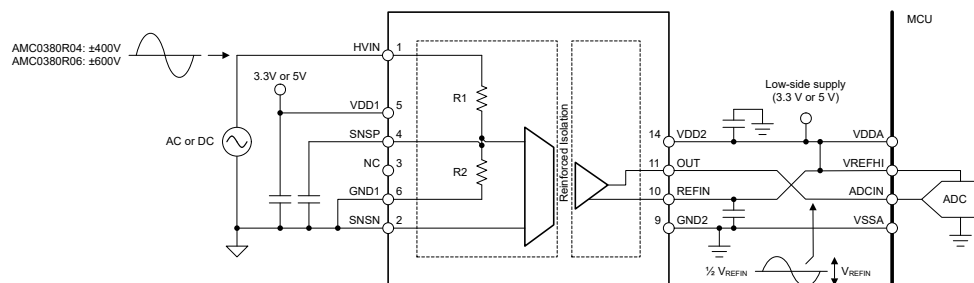 MCU
AMC0380R04: ±400V
AMC0380R06: ±600V
HVIN 1
3.3V or 5V
VDD1 5
R1
Low-side supply
(3.3 V or 5 V)
AC or DC
SNSP 4
14 VDD2
VDDA
NC 3
R2
Reinforced Isolation
11 OUT
VREFHI
GND1 6
10 REFIN
ADCIN
ADC
SNSN 2
9 GND2
VSSA
½ VREFIN
VREFIN